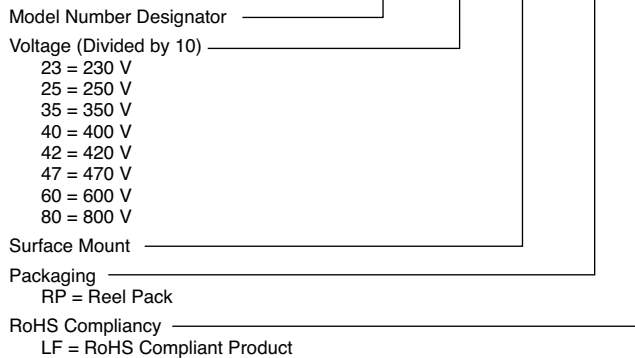 Model Number Designator
Voltage (Divided by 10)
23 = 230 V
25 = 250 V
35 = 350 V
40 = 400 V
42 = 420 V
47 = 470 V
60 = 600 V
80 = 800 V
Surface Mount
Packaging
RP = Reel Pack
RoHS Compliancy
LF = RoHS Compliant Product